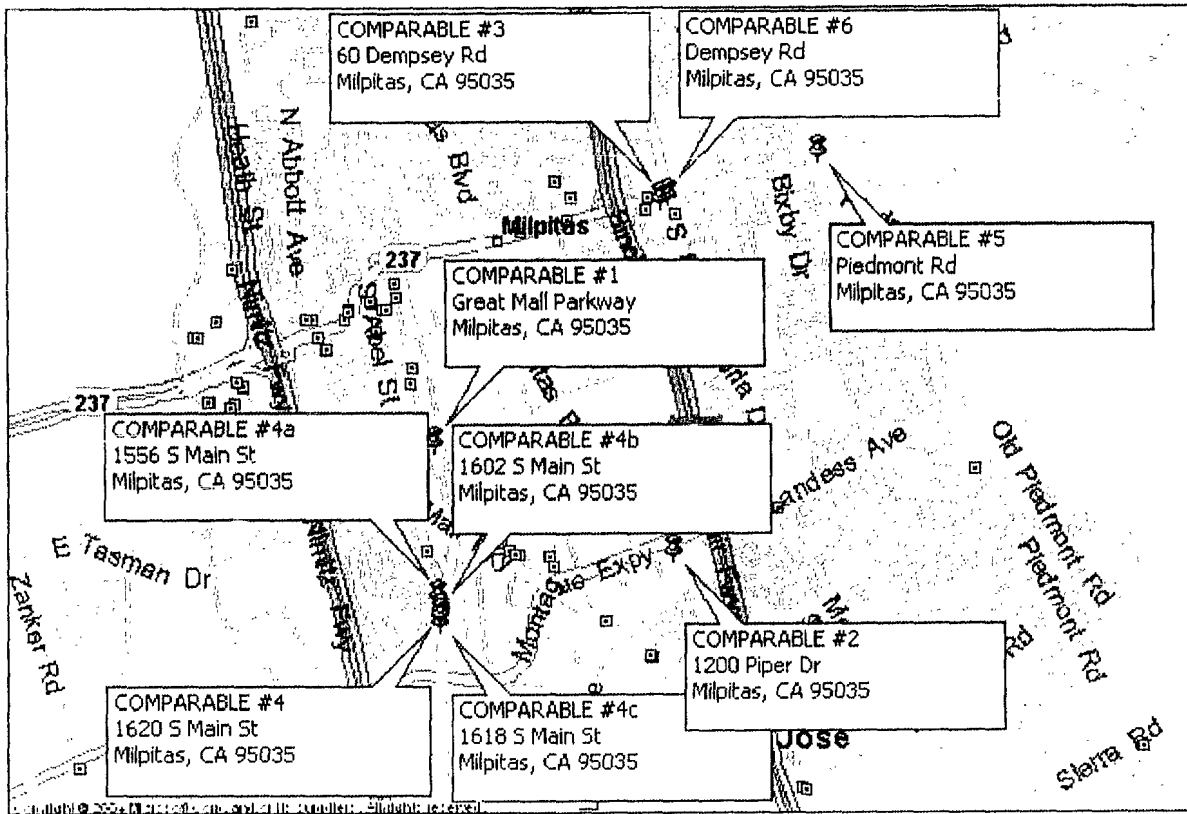 COMPARABLE #3
60 Dempsey Rd
Milpitas, CA 95035
COMPARABLE #6
Dempsey Rd
Milpitas, CA 95035
Heath St
N Abbott Ave
Blvd
Milpitas
S
Bixby Dr
COMPARABLE #5
Piedmont Rd
Milpitas, CA 95035
237
COMPARABLE #1
Great Mall Parkway
Milpitas, CA 95035
St
237
COMPARABLE #4a
1556 S Main St
Milpitas, CA 95035
COMPARABLE #4b
1602 S Main St
Milpitas, CA 95035
Landess Ave
Old Piedmont Rd
Piedmont Rd
E Tasman Dr
Zanker Rd
Montague Expy
COMPARABLE #2
1200 Piper Dr
Milpitas, CA 95035
Rd
COMPARABLE #4
1620 S Main St
Milpitas, CA 95035
COMPARABLE #4c
1618 S Main St
Milpitas, CA 95035
Jose
Sierra Rd